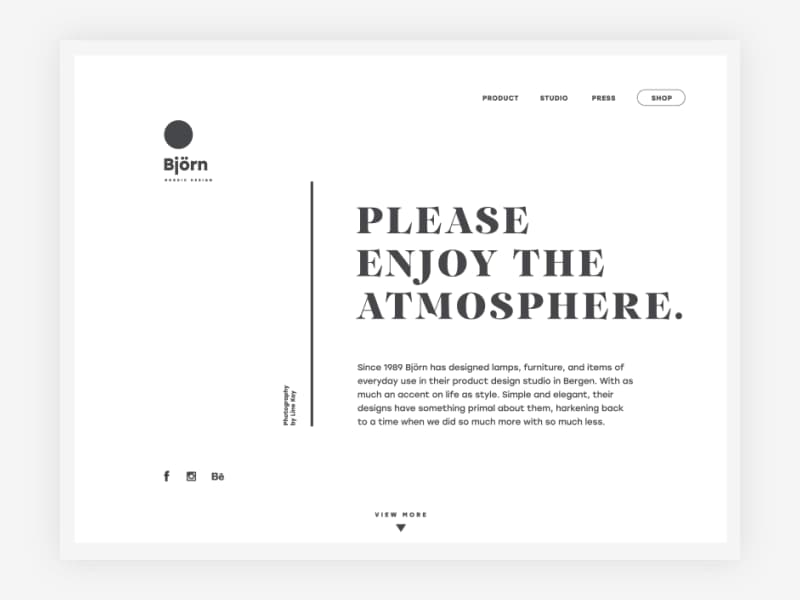 PRODUCT STUDIO PRESS SHOP
Björn
NORDIC DESIGN
PLEASE
ENJOY THE
ATMOSPHERE.
Photography
by Line Kay
Since 1989 Björn has designed lamps, furniture, and items of
everyday use in their product design studio in Bergen. With as
much an accent on life as style. Simple and elegant, their
designs have something primal about them, harkening back
to a time when we did so much more with so much less.
f Bē
VIEW MORE